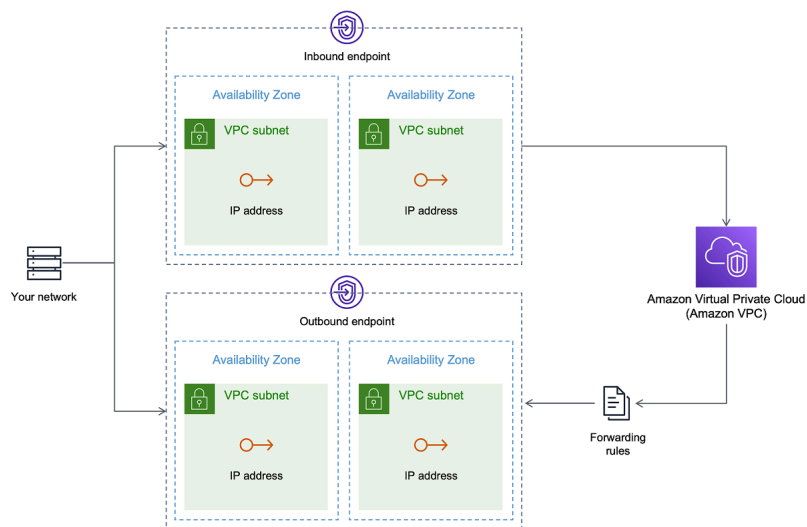 Inbound endpoint
Availability Zone
Availability Zone
VPC subnet
VPC subnet
IP address
IP address
Your network
Amazon Virtual Private Cloud
(Amazon VPC)
Outbound endpoint
Availability Zone
Availability Zone
VPC subnet
VPC subnet
IP address
IP address
Forwarding
rules